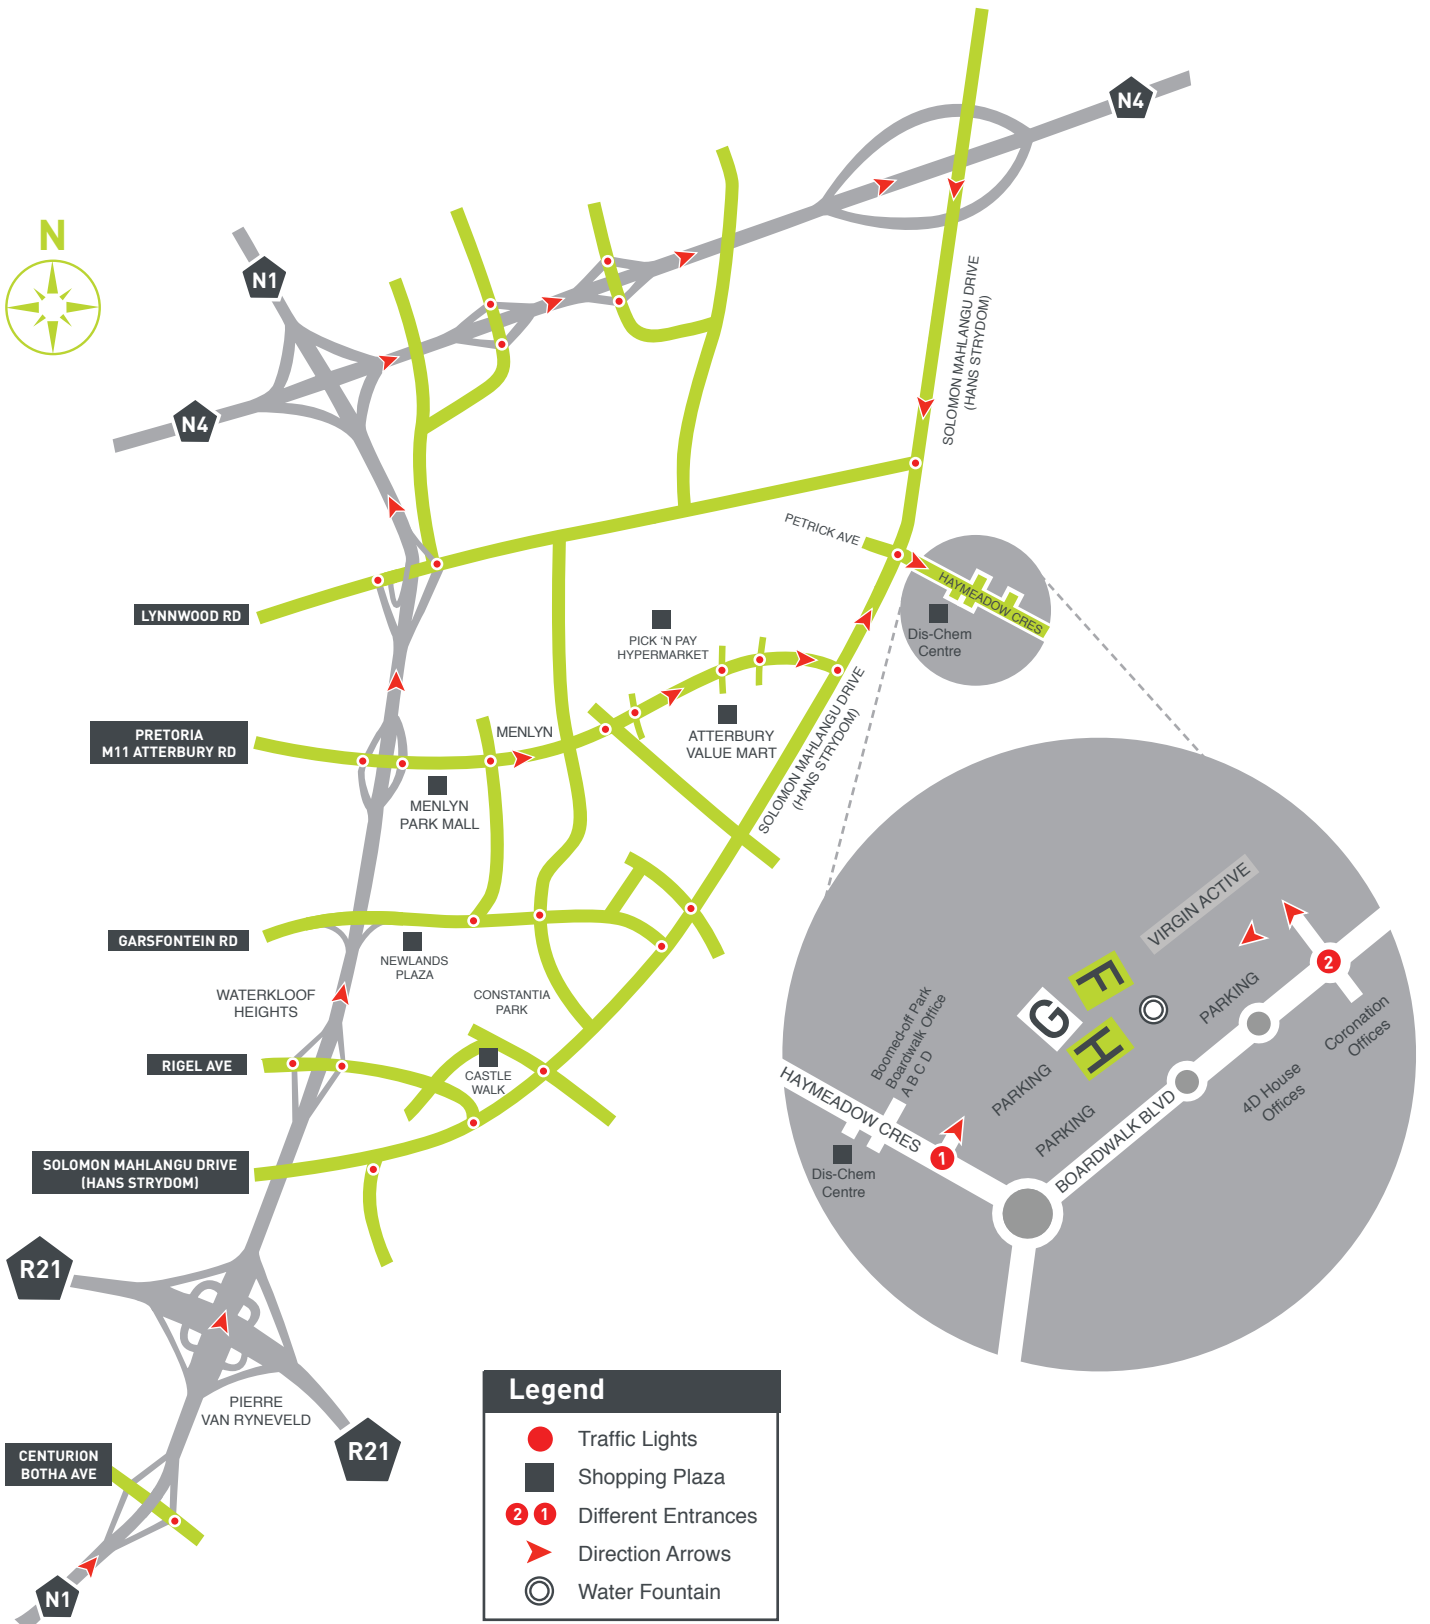 N4
N
N1
N4
SOLOMON MAHLANGU DRIVE
(HANS STRYDOM)
PETRICK AVE
HAYMEADOW CRES
LYNNWOOD RD
Dis-Chem
Centre
PICK ‘N PAY
HYPERMARKET
PRETORIA
M11 ATTERBURY RD
MENLYN
ATTERBURY
VALUE MART
SOLOMON MAHLANGU DRIVE
(HANS STRYDOM)
MENLYN
PARK MALL
GARSFONTEIN RD
NEWLANDS
PLAZA
WATERKLOOF
HEIGHTS
CONSTANTIA
PARK
RIGEL AVE
CASTLE
WALK
SOLOMON MAHLANGU DRIVE
(HANS STRYDOM)
R21
PIERRE
VAN RYNEVELD
R21
CENTURION
BOTHA AVE
N1
VIRGIN ACTIVE
F
G
H
2
PARKING
Coronation
Offices
Boomed-off Park
Boardwalk Office
A B C D
PARKING
PARKING
4D House
Offices
HAYMEADOW CRES
1
BOARDWALK BLVD
Dis-Chem
Centre
Legend
Traffic Lights
Shopping Plaza
2 1 Different Entrances
Direction Arrows
Water Fountain